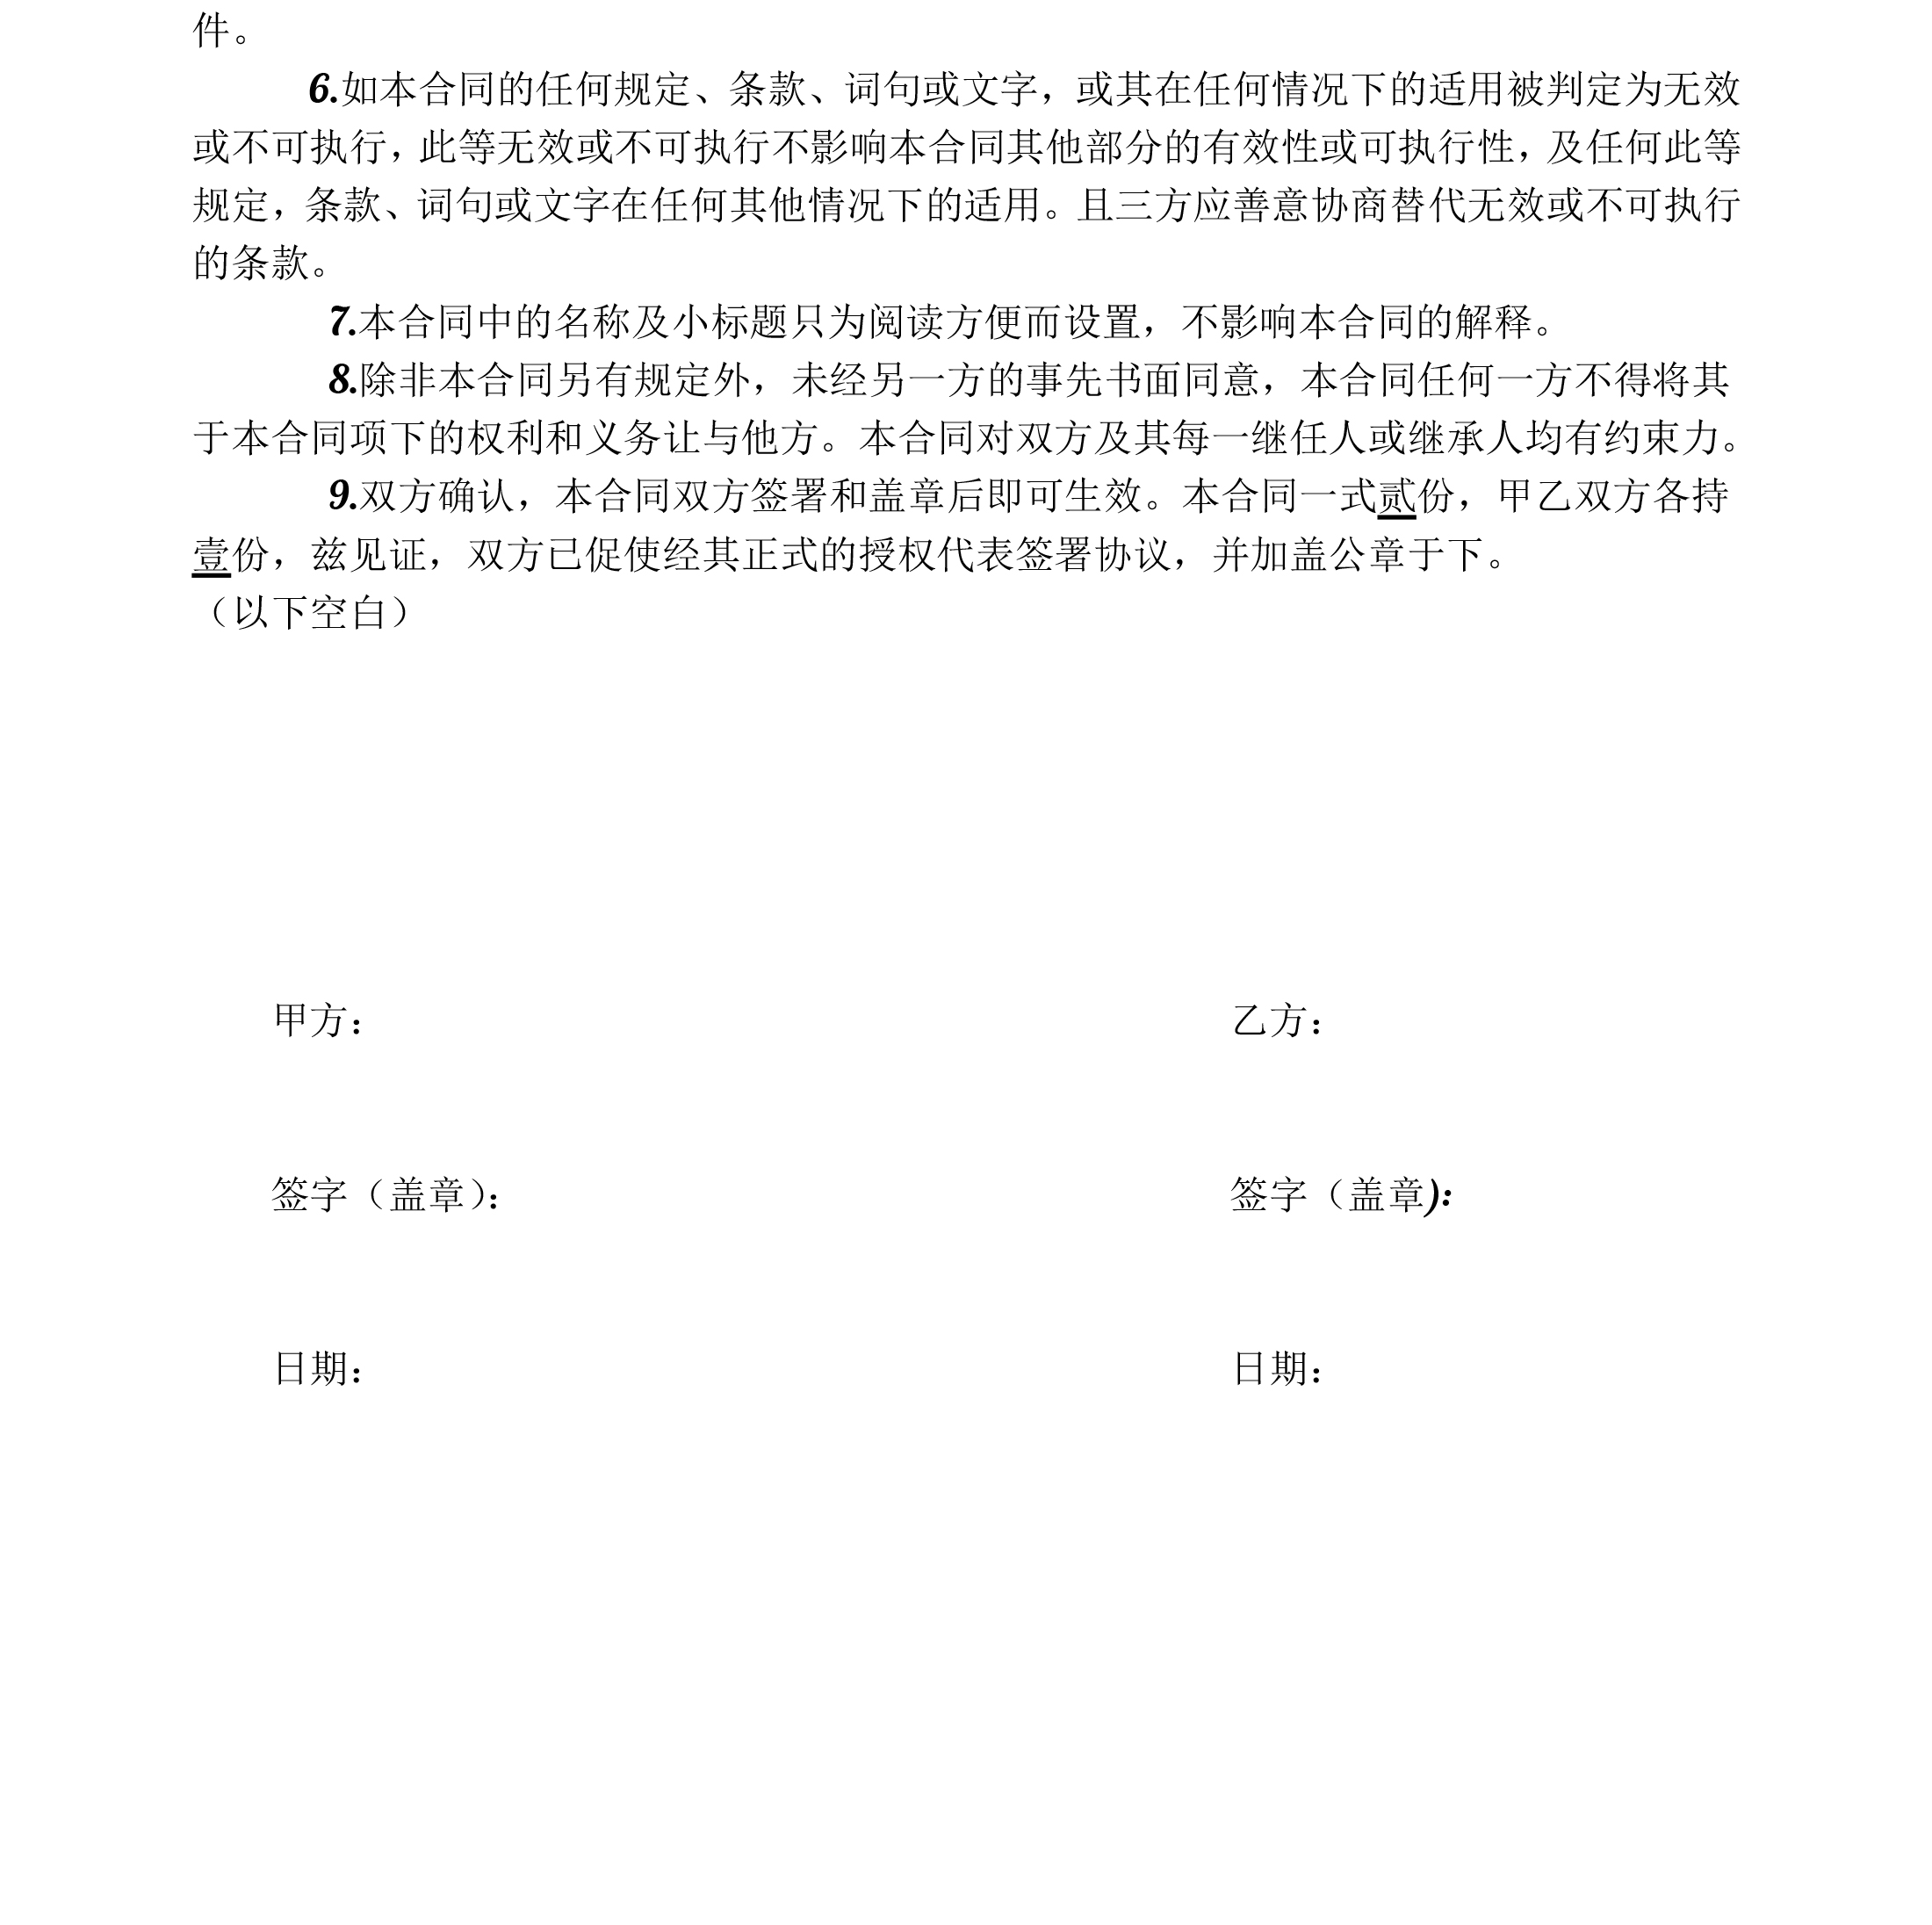 件。
6.如本合同的任何规定、条款、词句或文字，或其在任何情况下的适用被判定为无效
或不可执行，此等无效或不可执行不影响本合同其他部分的有效性或可执行性，及任何此等
规定，条款、词句或文字在任何其他情况下的适用。且三方应善意协商替代无效或不可执行
的条款。
7.本合同中的名称及小标题只为阅读方便而设置，不影响本合同的解释。
8.除非本合同另有规定外，未经另一方的事先书面同意，本合同任何一方不得将其
于本合同项下的权利和义务让与他方。本合同对双方及其每一继任人或继承人均有约束力。
9.双方确认，本合同双方签署和盖章后即可生效。本合同一式贰份，甲乙双方各持
壹份，兹见证，双方已促使经其正式的授权代表签署协议，并加盖公章于下。
（以下空白）
甲方： 乙方：
签字（盖章）： 签字（盖章):
日期： 日期：